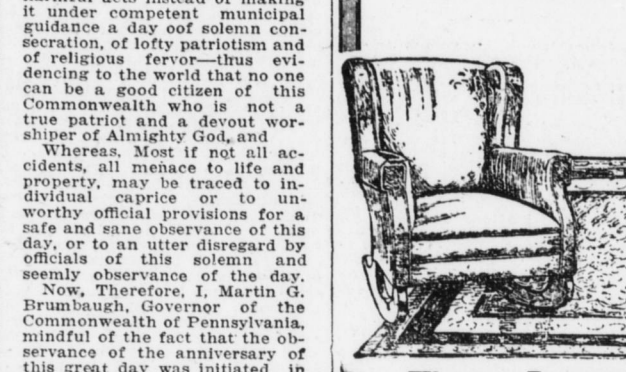 it under competent municipal
guidance a day oof solemn con-
secration, of lofty patriotism and
of religious fervor—thus evi-
dencing to the world that no one
can be a good citizen of this
Commonwealth who is not a
true patriot and a devout wor-
shiper of Almighty God, and
Whereas, Most if not all ac-
cidents, all menace to life and
property, may be traced to in-
dividual caprice or to un-
worthy official provisions for a
safe and sane observance of this
day, or to an utter disregard by
officials of this solemn and
seemly observance of the day.
Now, Therefore, I, Martin G.
Brumbaugh, Governor of the
Commonwealth of Pennsylvania,
mindful of the fact that the ob-
servance of the anniversary of
this great day was initiated in